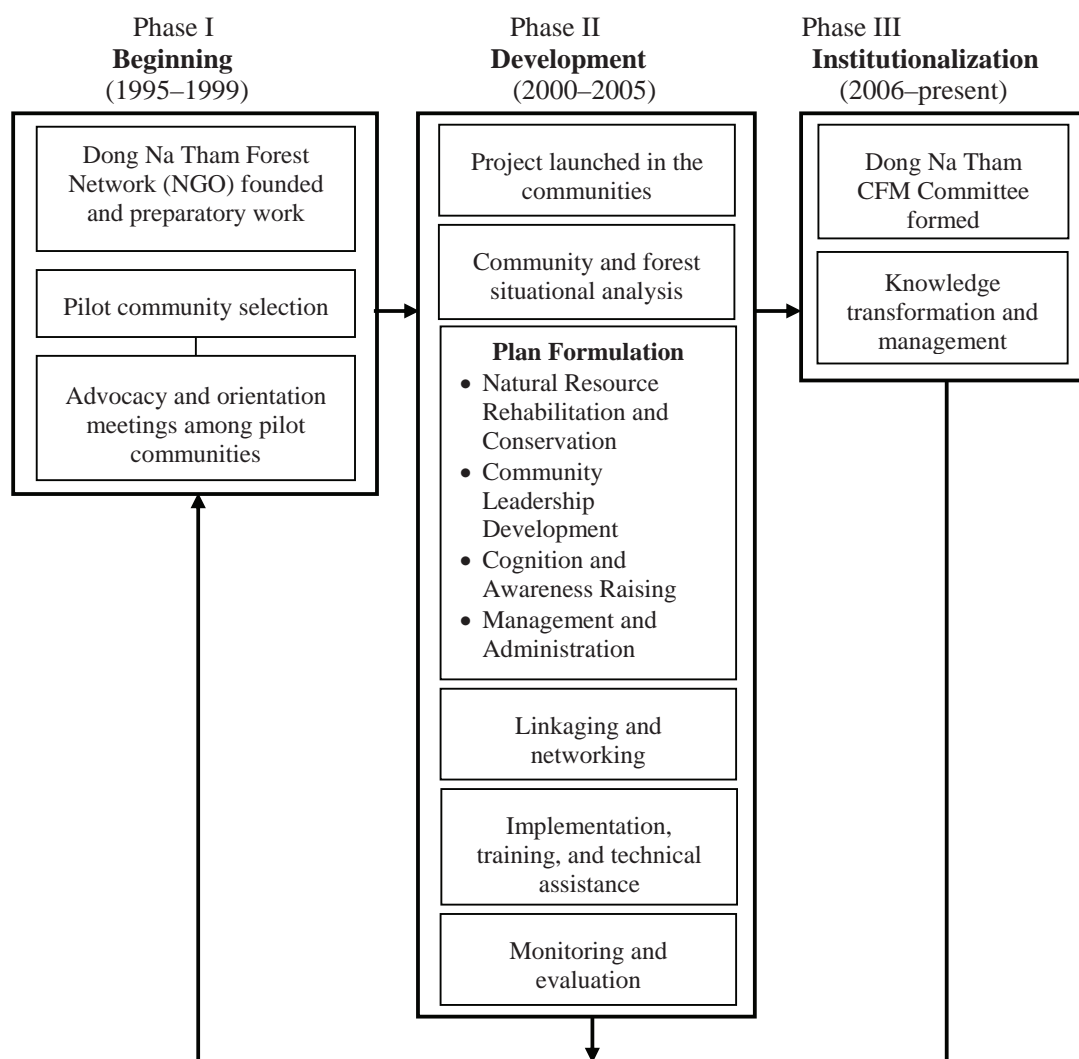 Phase I
Beginning
(1995–1999)
Dong Na Tham Forest
Network (NGO) founded
and preparatory work
Pilot community selection
Advocacy and orientation
meetings among pilot
communities
Phase II
Development
(2000–2005)
Project launched in the
communities
Community and forest
situational analysis
Plan Formulation
• Natural Resource
Rehabilitation and
Conservation
• Community
Leadership
Development
• Cognition and
Awareness Raising
• Management and
Administration
Linkaging and
networking
Implementation,
training, and technical
assistance
Monitoring and
evaluation
Phase III
Institutionalization
(2006–present)
Dong Na Tham
CFM Committee
formed
Knowledge
transformation and
management